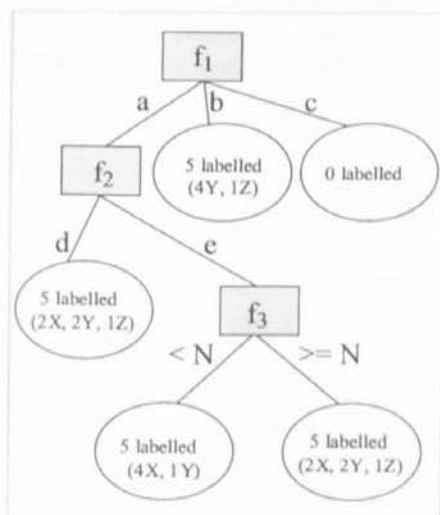 f1
a
b
c
f2
5 labelled
(4Y, 1Z)
0 labelled
d
e
5 labelled
(2X, 2Y, 1Z)
f3
< N
>= N
5 labelled
(4X, 1Y)
5 labelled
(2X, 2Y, 1Z)